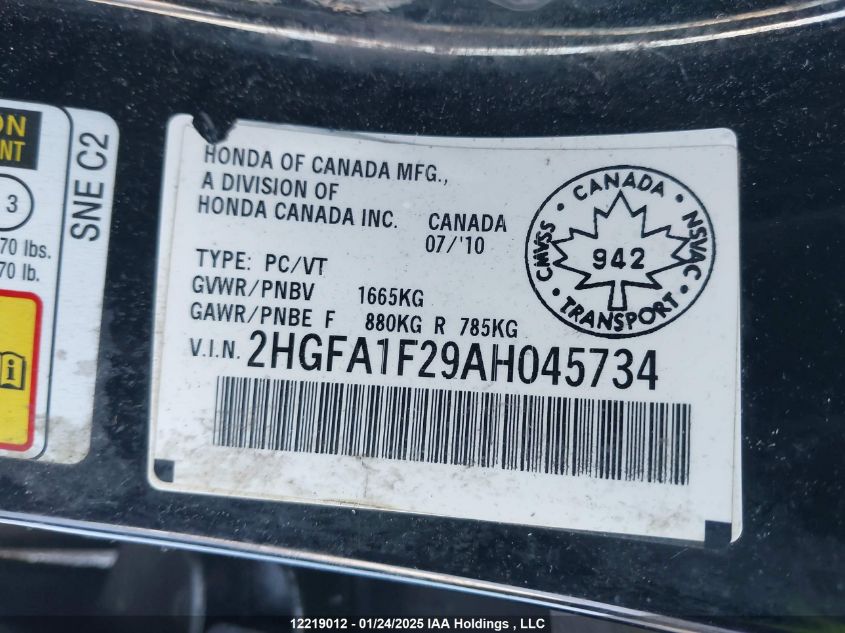 ON
NT
3
70 lbs.
70 lb.
SNE C2
HONDA OF CANADA MFG.,
A DIVISION OF
HONDA CANADA INC. CANADA
07/'10
TYPE: PC/VT
GVWR/PNBV 1665KG
GAWR/PNBE F 880KG R 785KG
V.I.N. 2HGFA1F29AH045734
CANADA
CMVSS
NSVAC
942
TRANSPORT
12219012 - 01/24/2025 IAA Holdings , LLC